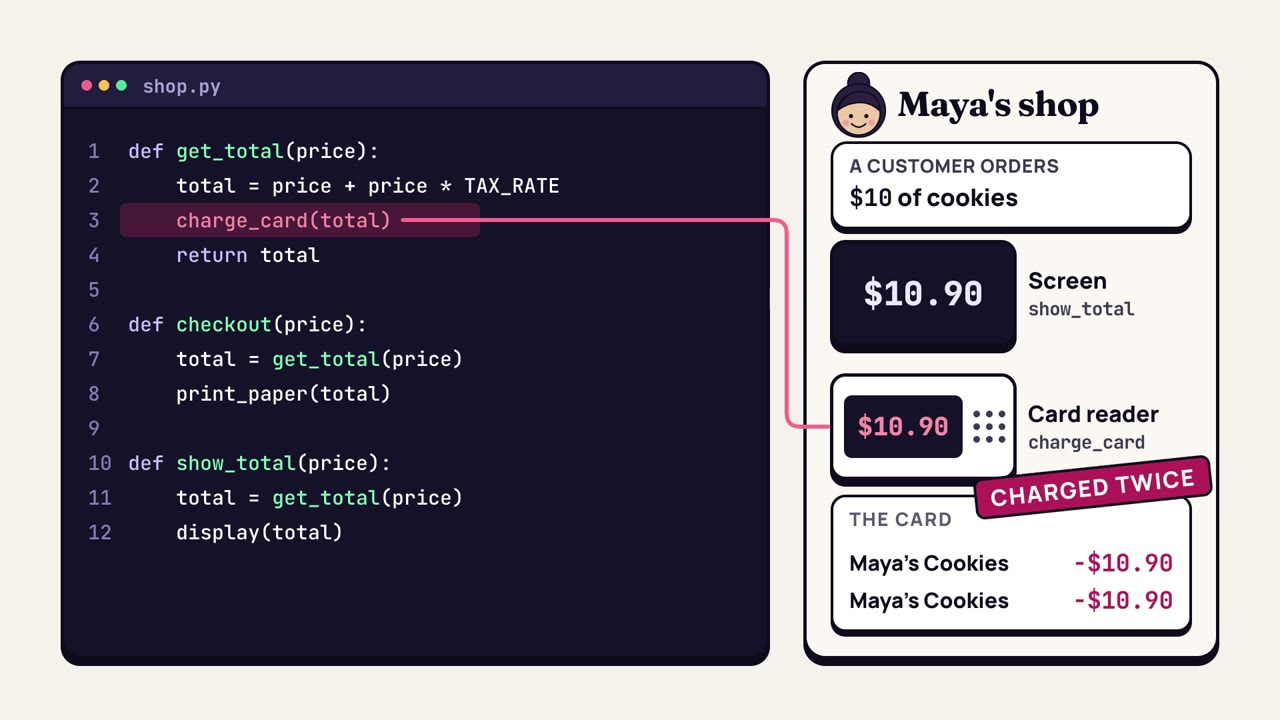 shop.py
1 def get_total(price):
2     total = price + price * TAX_RATE
3     charge_card(total)
4     return total
5
6 def checkout(price):
7     total = get_total(price)
8     print_paper(total)
9
10 def show_total(price):
11     total = get_total(price)
12     display(total)
Maya's shop
A CUSTOMER ORDERS
$10 of cookies
$10.90
Screen
show_total
$10.90
Card reader
charge_card
CHARGED TWICE
THE CARD
Maya's Cookies -$10.90
Maya's Cookies -$10.90